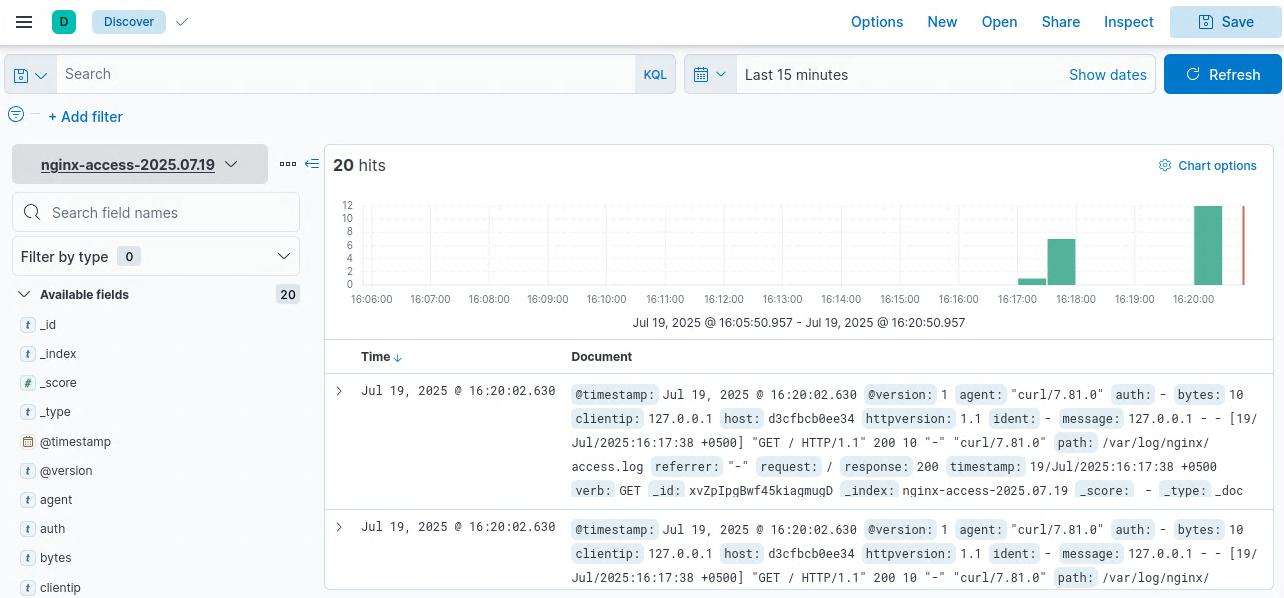 D Discover
Options New Open Share Inspect Save
Search KQL Last 15 minutes Show dates Refresh
+ Add filter
nginx-access-2025.07.19
Search field names
Filter by type 0
Available fields 20
t _id
t _index
# _score
t _type
@timestamp
t @version
t agent
t auth
t bytes
t clientip
20 hits
Chart options
12
10
8
6
4
2
0
16:06:00 16:07:00 16:08:00 16:09:00 16:10:00 16:11:00 16:12:00 16:13:00 16:14:00 16:15:00 16:16:00 16:17:00 16:18:00 16:19:00 16:20:00
Jul 19, 2025 @ 16:05:50.957 - Jul 19, 2025 @ 16:20:50.957
Time Document
Jul 19, 2025 @ 16:20:02.630
@timestamp: Jul 19, 2025 @ 16:20:02.630 @version: 1 agent: "curl/7.81.0" auth: - bytes: 10
clientip: 127.0.0.1 host: d3cfbcb0ee34 httpversion: 1.1 ident: - message: 127.0.0.1 - - [19/
Jul/2025:16:17:38 +0500] "GET / HTTP/1.1" 200 10 "-" "curl/7.81.0" path: /var/log/nginx/
access.log referrer: "-" request: / response: 200 timestamp: 19/Jul/2025:16:17:38 +0500
verb: GET _id: xvZpIpgBwf45kiagmugD _index: nginx-access-2025.07.19 _score: - _type: _doc
Jul 19, 2025 @ 16:20:02.630
@timestamp: Jul 19, 2025 @ 16:20:02.630 @version: 1 agent: "curl/7.81.0" auth: - bytes: 10
clientip: 127.0.0.1 host: d3cfbcb0ee34 httpversion: 1.1 ident: - message: 127.0.0.1 - - [19/
Jul/2025:16:17:38 +0500] "GET / HTTP/1.1" 200 10 "-" "curl/7.81.0" path: /var/log/nginx/